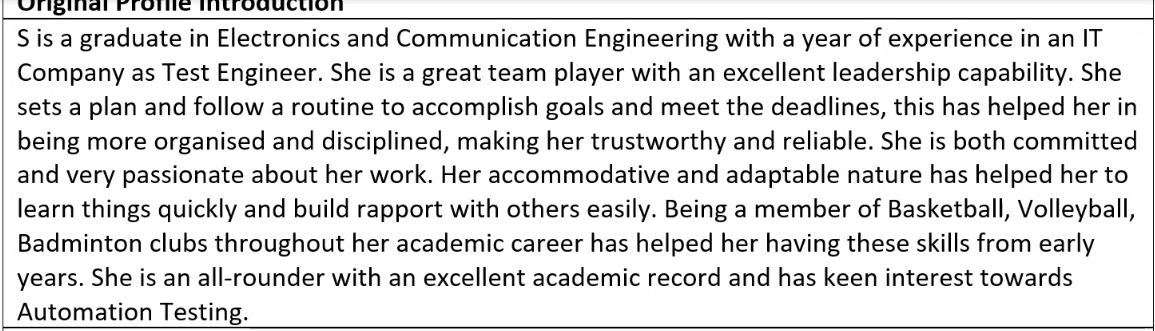 Original Profile Introduction
S is a graduate in Electronics and Communication Engineering with a year of experience in an IT
Company as Test Engineer. She is a great team player with an excellent leadership capability. She
sets a plan and follow a routine to accomplish goals and meet the deadlines, this has helped her in
being more organised and disciplined, making her trustworthy and reliable. She is both committed
and very passionate about her work. Her accommodative and adaptable nature has helped her to
learn things quickly and build rapport with others easily. Being a member of Basketball, Volleyball,
Badminton clubs throughout her academic career has helped her having these skills from early
years. She is an all-rounder with an excellent academic record and has keen interest towards
Automation Testing.